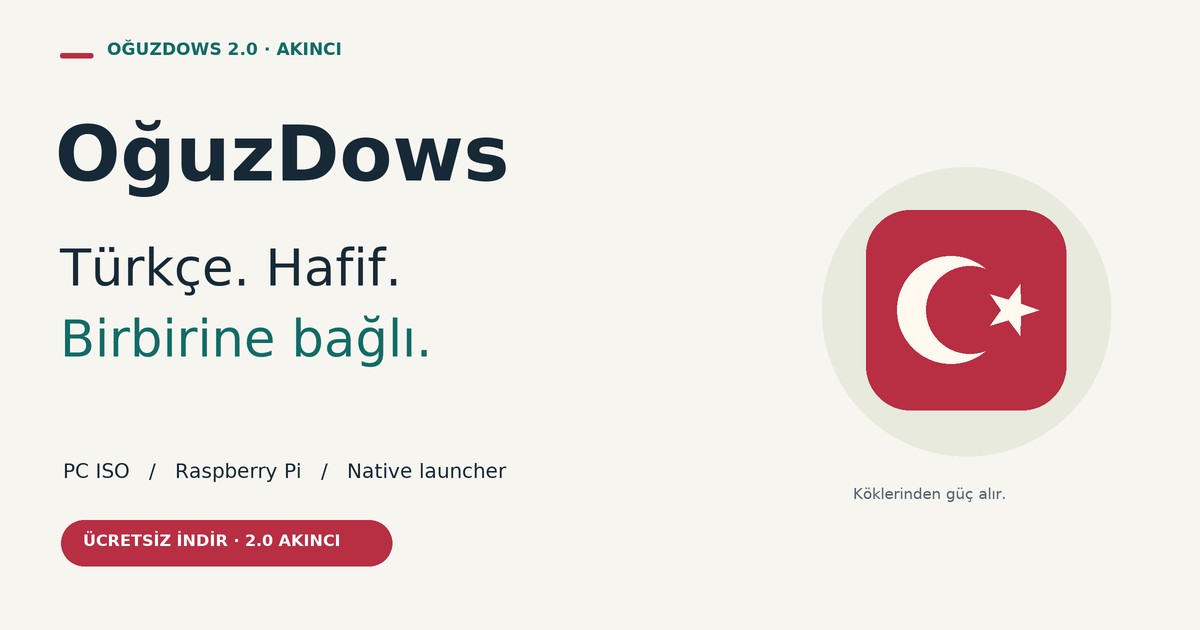 OĞUZDOWS 2.0 · AKINCI
OğuzDows
Türkçe. Hafif.
Birbirine bağlı.
PC ISO / Raspberry Pi / Native launcher
ÜCRETSİZ İNDİR · 2.0 AKINCI
Köklerinden güç alır.